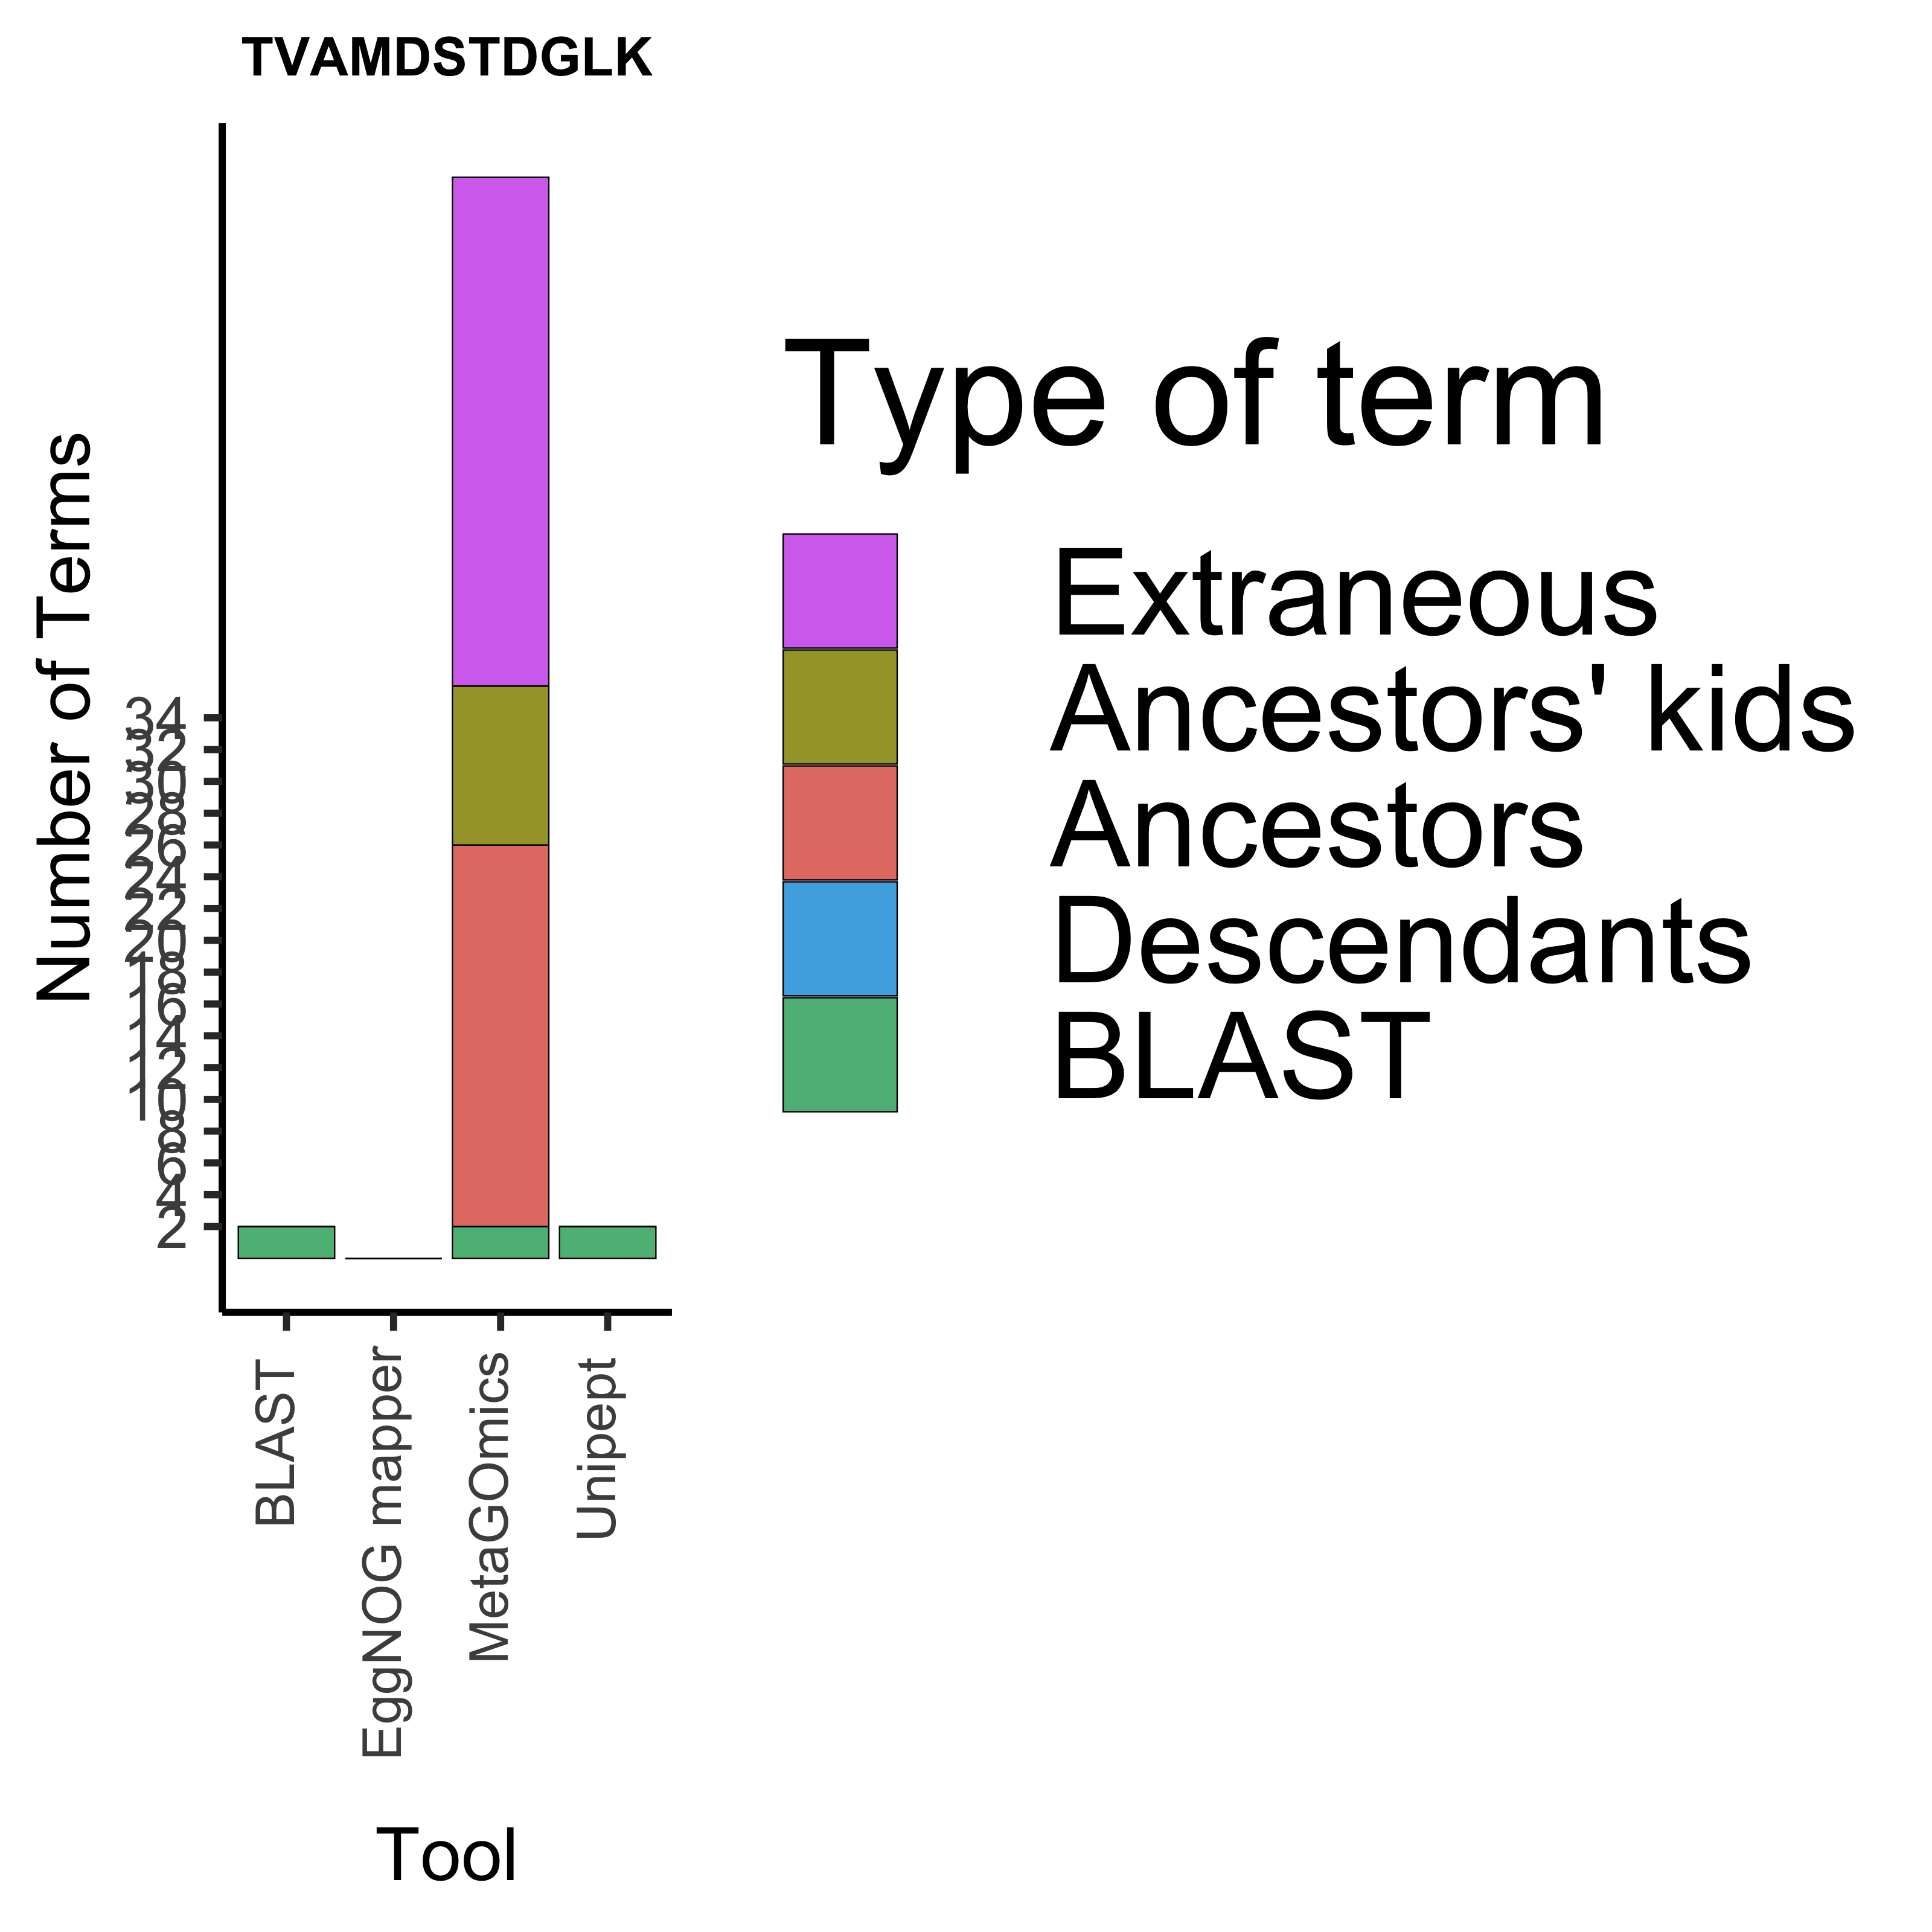 TVAMDSTDGLK
Number of Terms
34
32
30
28
26
24
22
20
18
16
14
12
10
8
6
4
2
BLAST
EggNOG mapper
MetaGOmics
Unipept
Tool
Type of term
Extraneous
Ancestors' kids
Ancestors
Descendants
BLAST